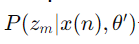 P(z_m|x(n), θ′)